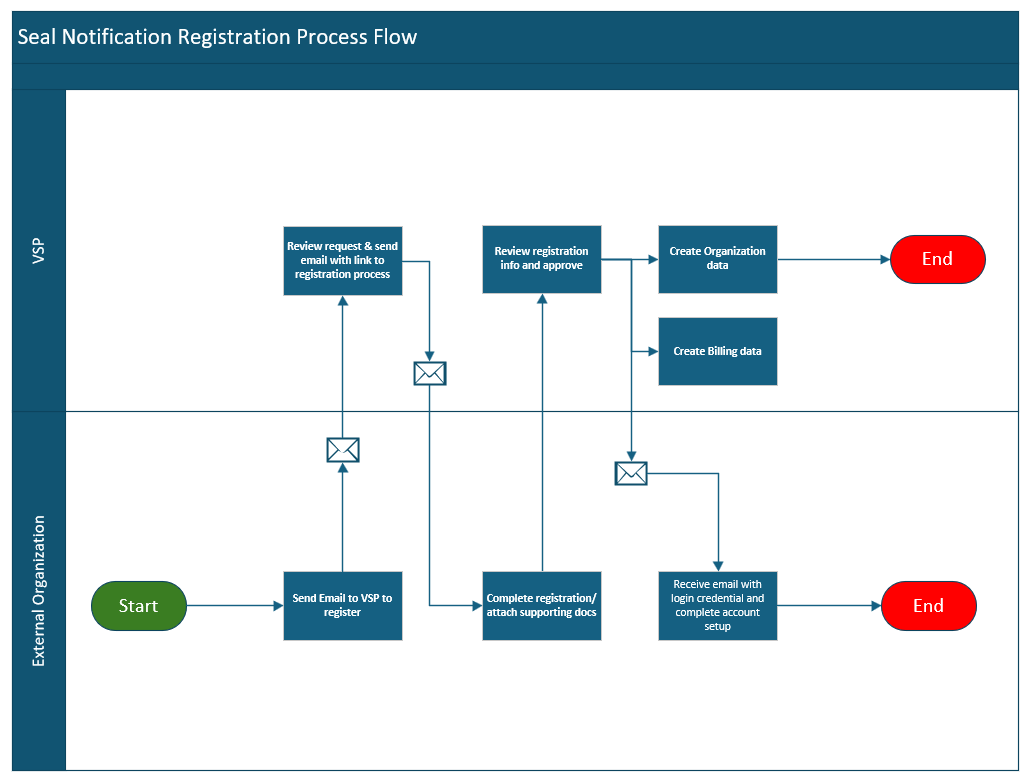 Seal Notification Registration Process Flow
VSP
Review request & send
email with link to
registration process
Review registration
info and approve
Create Organization
data
End
Create Billing data
External Organization
Start
Send Email to VSP to
register
Complete registration/
attach supporting docs
Receive email with
login credential and
complete account
setup
End